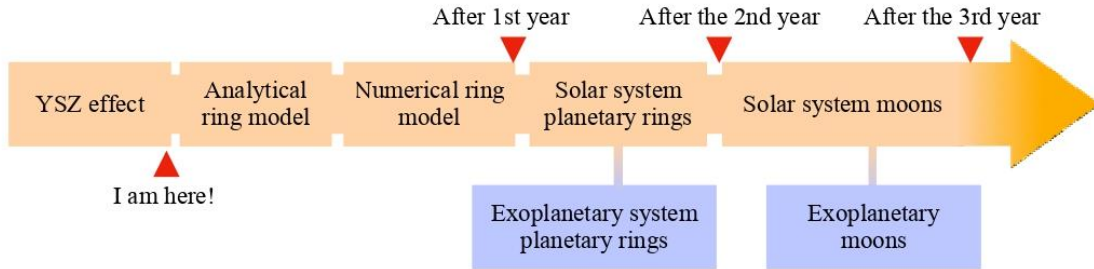 After 1st year
After the 2nd year
After the 3rd year
YSZ effect
Analytical
ring model
Numerical ring
model
Solar system
planetary rings
Solar system moons
I am here!
Exoplanetary system
planetary rings
Exoplanetary
moons